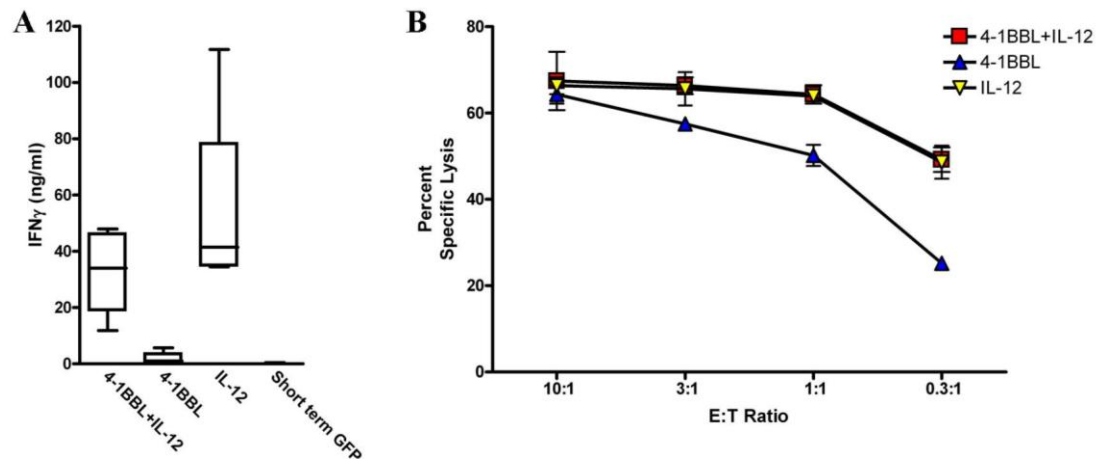 A
IFNγ (ng/ml)
120
100
80
60
40
20
0
4-1BBL+IL-12
4-1BBL
IL-12
Short term GFP
B
Percent
Specific Lysis
80
60
40
20
0
10:1
3:1
1:1
0.3:1
E:T Ratio
4-1BBL+IL-12
4-1BBL
IL-12